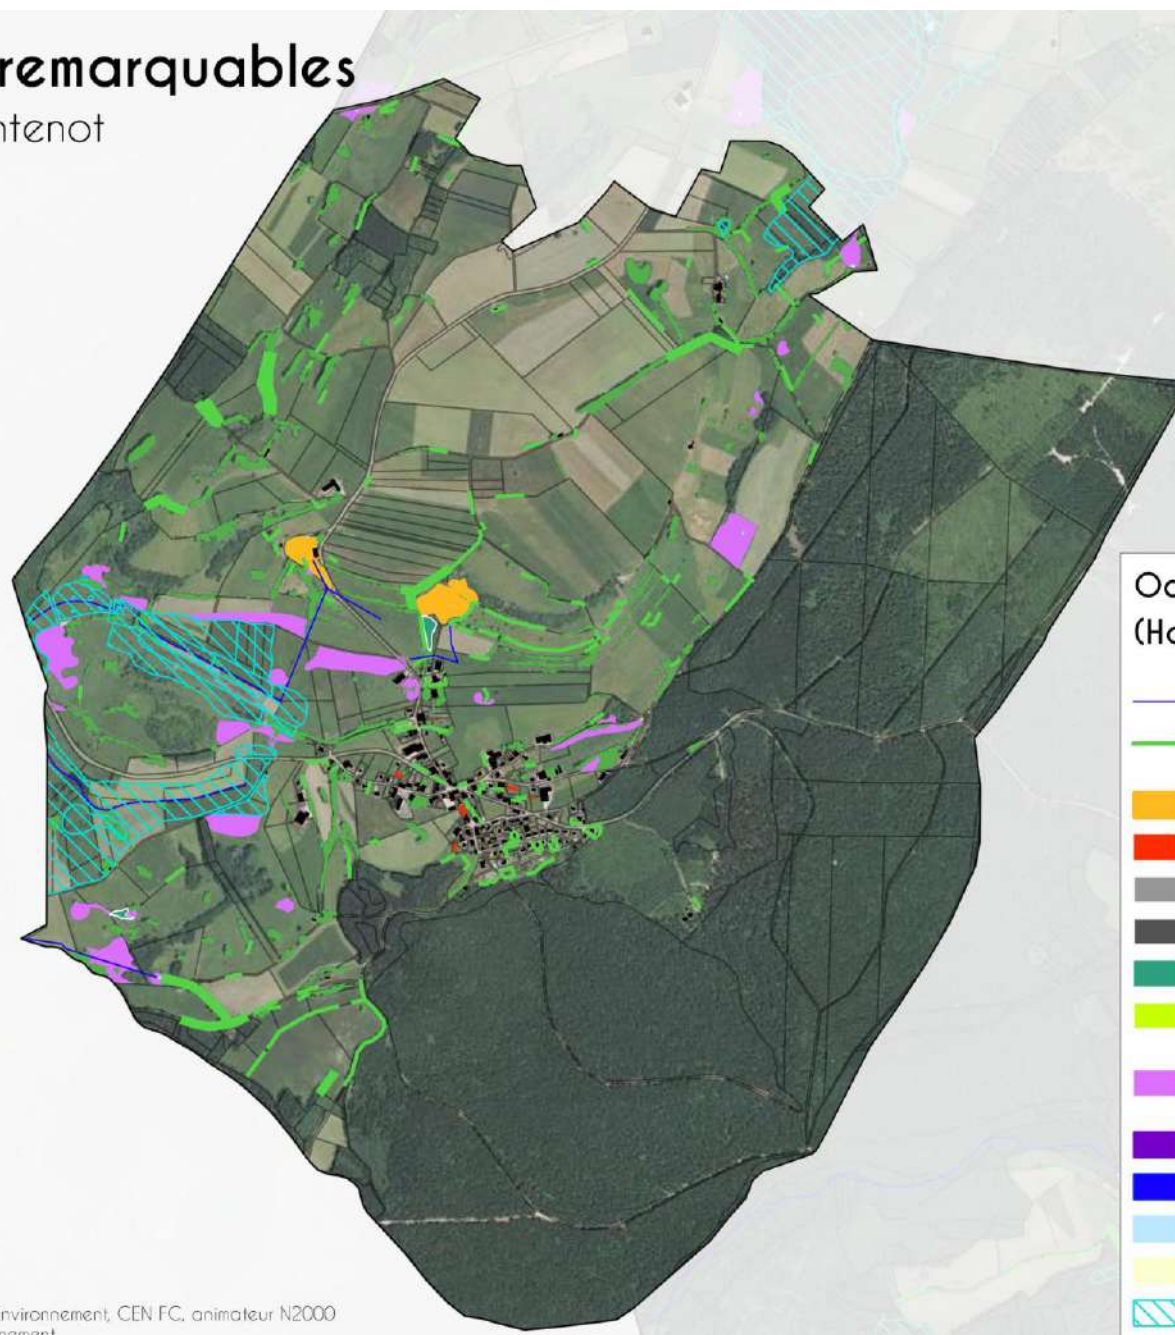 remarquables
ntenot
Oc
(Ha
nvironnement, CEN FC, animateur N2000